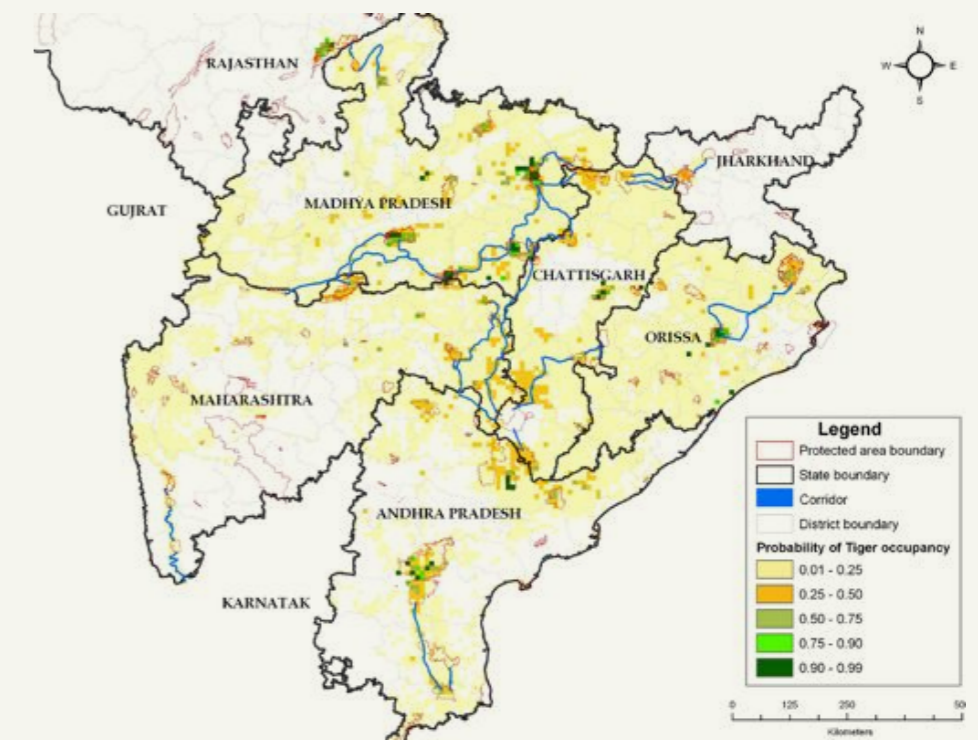 N
W E
S
RAJASTHAN
JHARKHAND
MADHYA PRADESH
GUJRAT
CHATTISGARH
ORISSA
MAHARASHTRA
ANDHRA PRADESH
KARNATAK
Legend
Protected area boundary
State boundary
Corridor
District boundary
Probability of Tiger occupancy
0.01 - 0.25
0.25 - 0.50
0.50 - 0.75
0.75 - 0.90
0.90 - 0.99
0 125 250 50
Kilometers